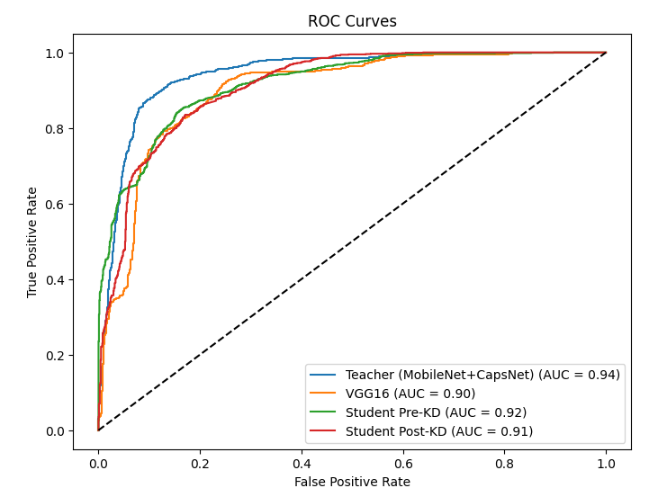 ROC Curves
1.0
0.8
0.6
0.4
0.2
0.0
True Positive Rate
0.0 0.2 0.4 0.6 0.8 1.0
False Positive Rate
Teacher (MobileNet+CapsNet) (AUC = 0.94)
VGG16 (AUC = 0.90)
Student Pre-KD (AUC = 0.92)
Student Post-KD (AUC = 0.91)